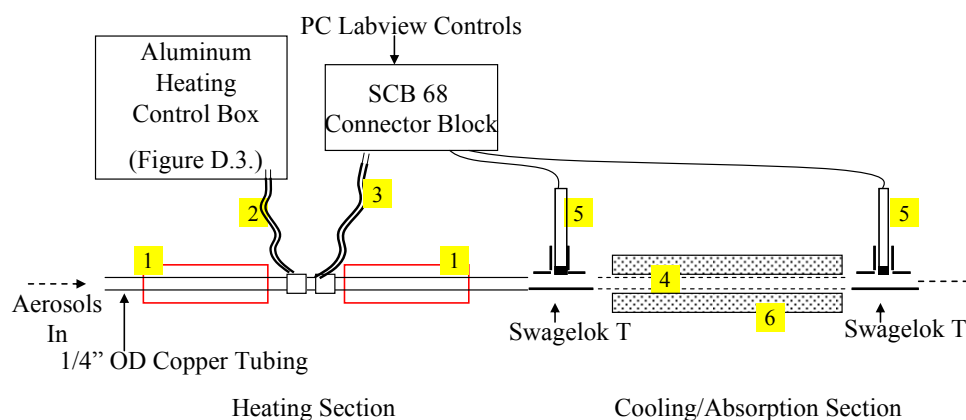 PC Labview Controls
Aluminum
Heating
Control Box
(Figure D.3.)
SCB 68
Connector Block
2
3
5
5
1
1
4
6
Aerosols
In
1/4” OD Copper Tubing
Swagelok T
Swagelok T
Heating Section
Cooling/Absorption Section